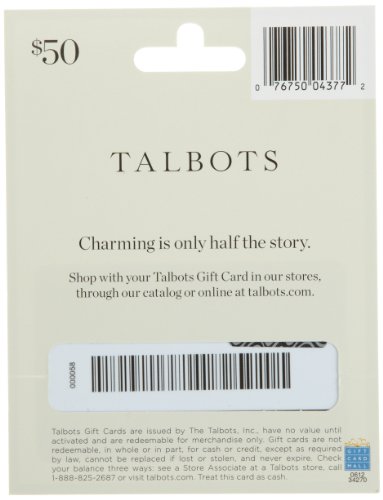 $50
0 76750 04377 2
TALBOTS
Charming is only half the story.
Shop with your Talbots Gift Card in our stores,
through our catalog or online at talbots.com.
000058
Talbots Gift Cards are issued by The Talbots, Inc., have no value until
activated and are redeemable for merchandise only. Gift cards are not
redeemable, in whole or in part, for cash or credit, except as required
by law, cannot be replaced if lost or stolen, and never expire. Check
your balance three ways: see a Store Associate at a Talbots store, call
1-888-825-2687 or visit talbots.com. Treat this card as cash.
GIFT
CARD
MALL
0612
34270